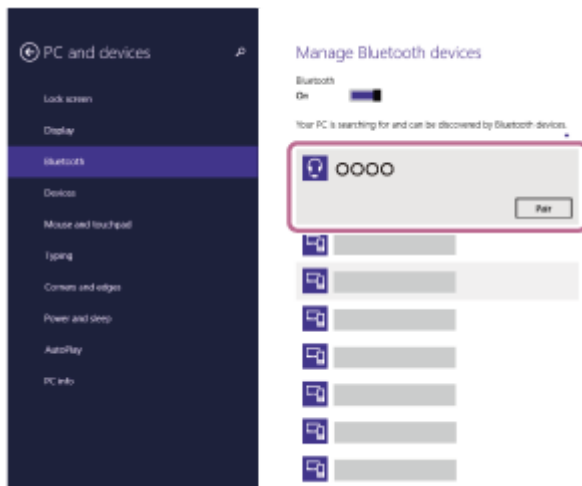 PC and devices
Lock screen
Display
Bluetooth
Devices
Mouse and touchpad
Typing
Corners and edges
Power and sleep
AutoPlay
PC info
Manage Bluetooth devices
Bluetooth
On
Your PC is searching for and can be discovered by Bluetooth devices.
OOOO
Pair